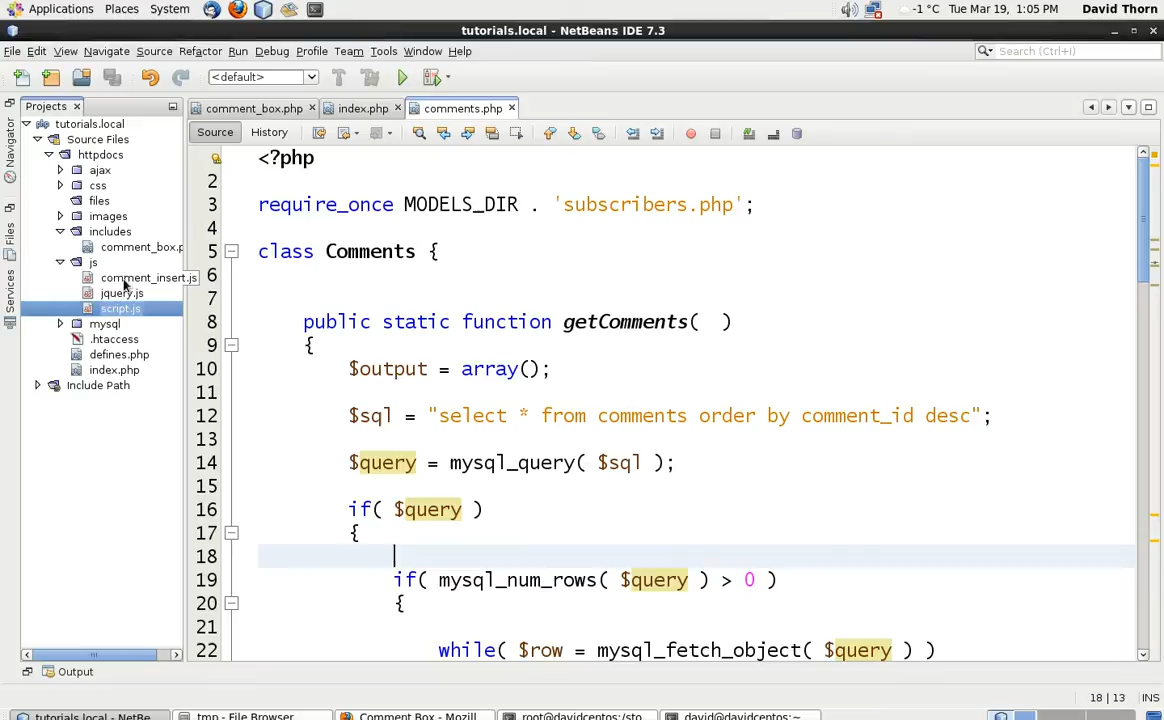 Applications Places System -1 °C Tue Mar 19, 1:05 PM David Thorn
tutorials.local - NetBeans IDE 7.3
File Edit View Navigate Source Refactor Run Debug Profile Team Tools Window Help Search (Ctrl+I)
<default>
Projects comment_box.php index.php comments.php
tutorials.local
Source Files
httpdocs
ajax
css
files
images
includes
comment_box.p
js
comment_insert.js
jquery.js
script.js
mysql
.htaccess
defines.php
index.php
Include Path
Navigator
Files
Services
Source History
<?php
2
3 require_once MODELS_DIR . 'subscribers.php';
4
5 class Comments {
6
7
8 public static function getComments( )
9 {
10 $output = array();
11
12 $sql = "select * from comments order by comment_id desc";
13
14 $query = mysql_query( $sql );
15
16 if( $query )
17 {
18
19 if( mysql_num_rows( $query ) > 0 )
20 {
21
22 while( $row = mysql_fetch_object( $query ) )
Output
18 | 13 INS
tutorials.local - NetBe... tmp - File Browser Comment Box - Mozill... root@davidcentos:/sto... david@davidcentos:~